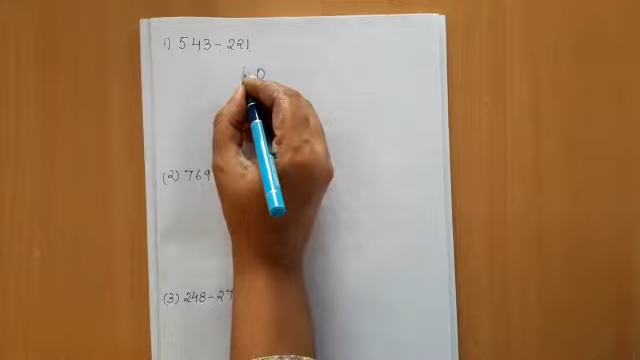 1) 543 - 221
O
(2) 769
(3) 248 - 27